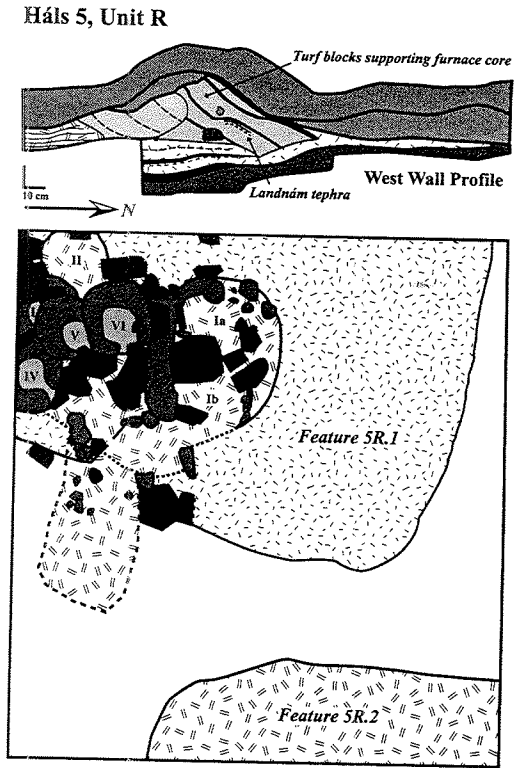 Háls 5, Unit R
Turf blocks supporting furnace core
West Wall Profile
10 cm
N
Landnám tephra
II
Ia
V
VI
IV
Ib
Feature 5R.1
Feature 5R.2